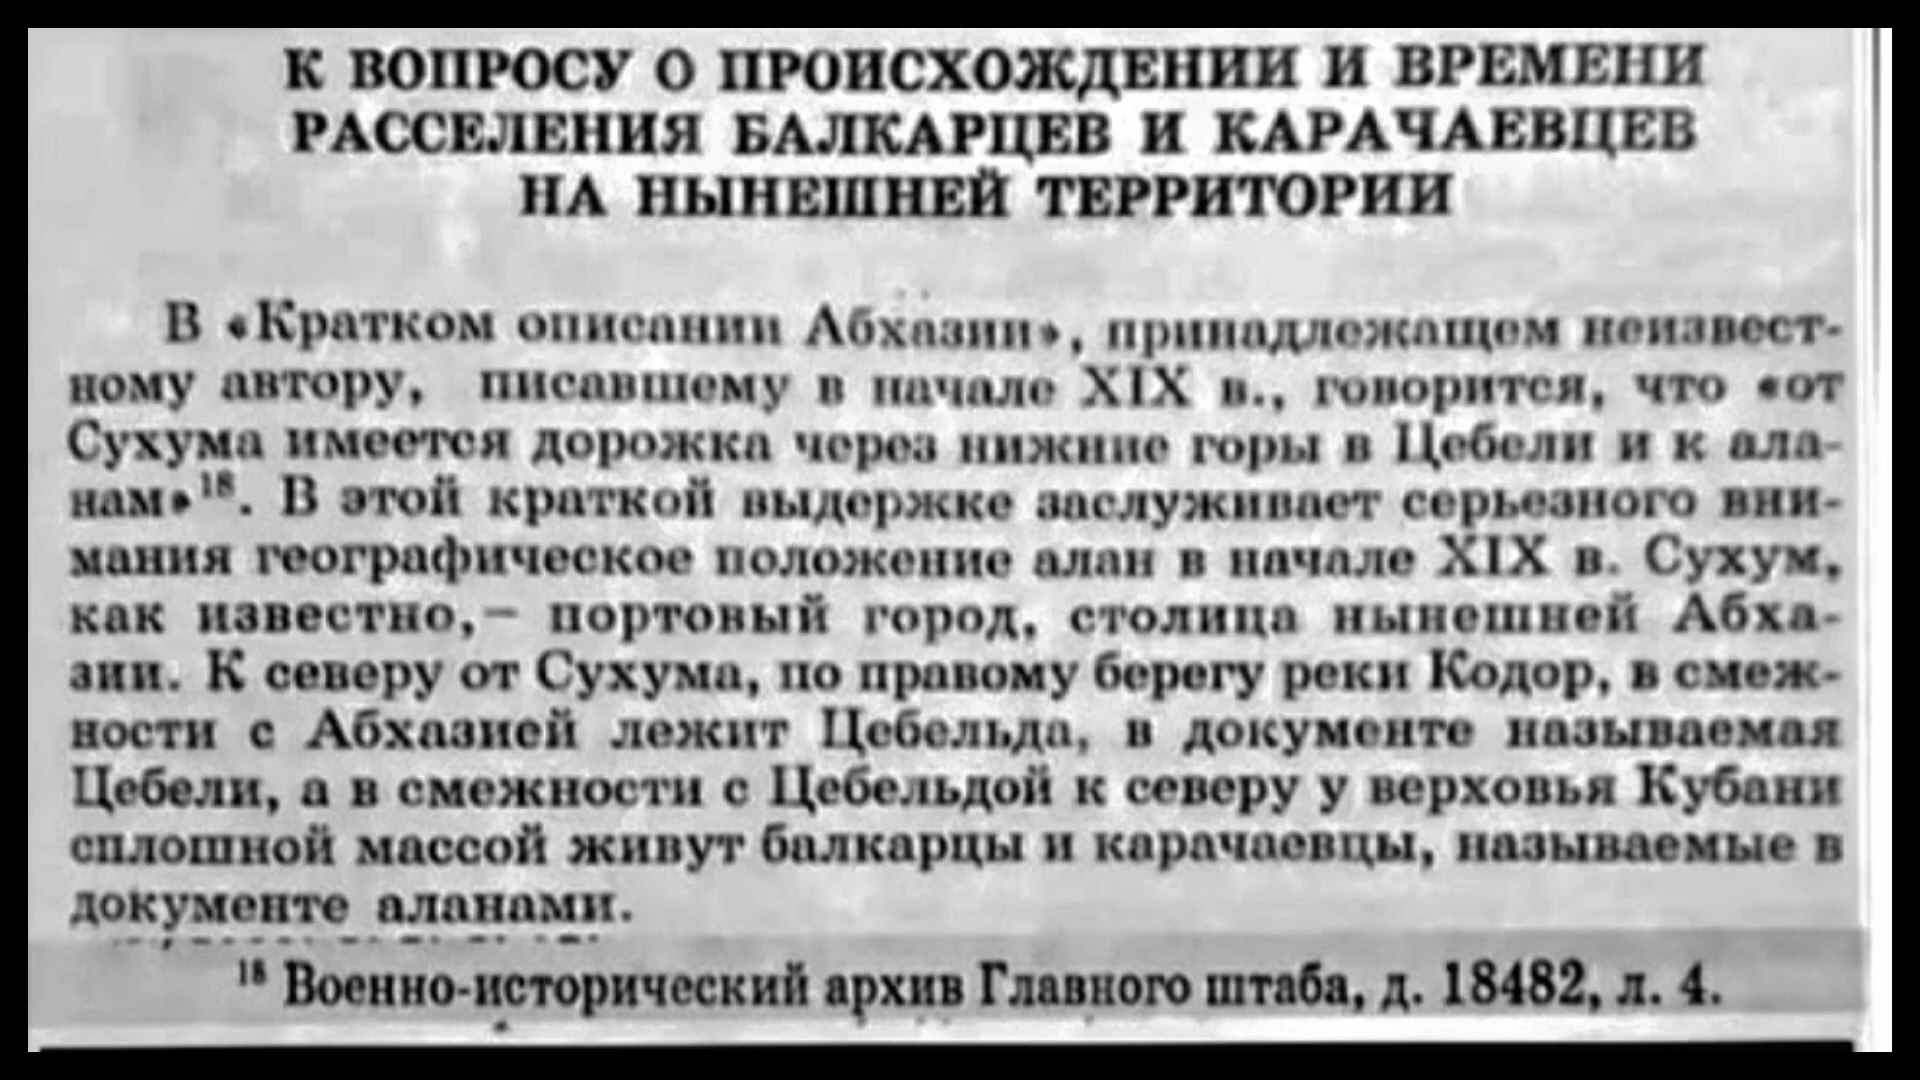 К ВОПРОСУ О ПРОИСХОЖДЕНИИ И ВРЕМЕНИ
РАССЕЛЕНИЯ БАЛКАРЦЕВ И КАРАЧАЕВЦЕВ
НА НЫНЕШНЕЙ ТЕРРИТОРИИ
В «Кратком описании Абхазии», принадлежащем неизвест-
ному автору, писавшему в начале XIX в., говорится, что «от
Сухума имеется дорожка через нижние горы в Цебели и к ала-
нам»¹⁸. В этой краткой выдержке заслуживает серьезного вни-
мания географическое положение алан в начале XIX в. Сухум,
как известно,— портовый город, столица нынешней Абха-
зии. К северу от Сухума, по правому берегу реки Кодор, в смеж-
ности с Абхазией лежит Цебельда, в документе называемая
Цебели, а в смежности с Цебельдой к северу у верховья Кубани
сплошной массой живут балкарцы и карачаевцы, называемые в
документе аланами.
¹⁸ Военно-исторический архив Главного штаба, д. 18482, л. 4.